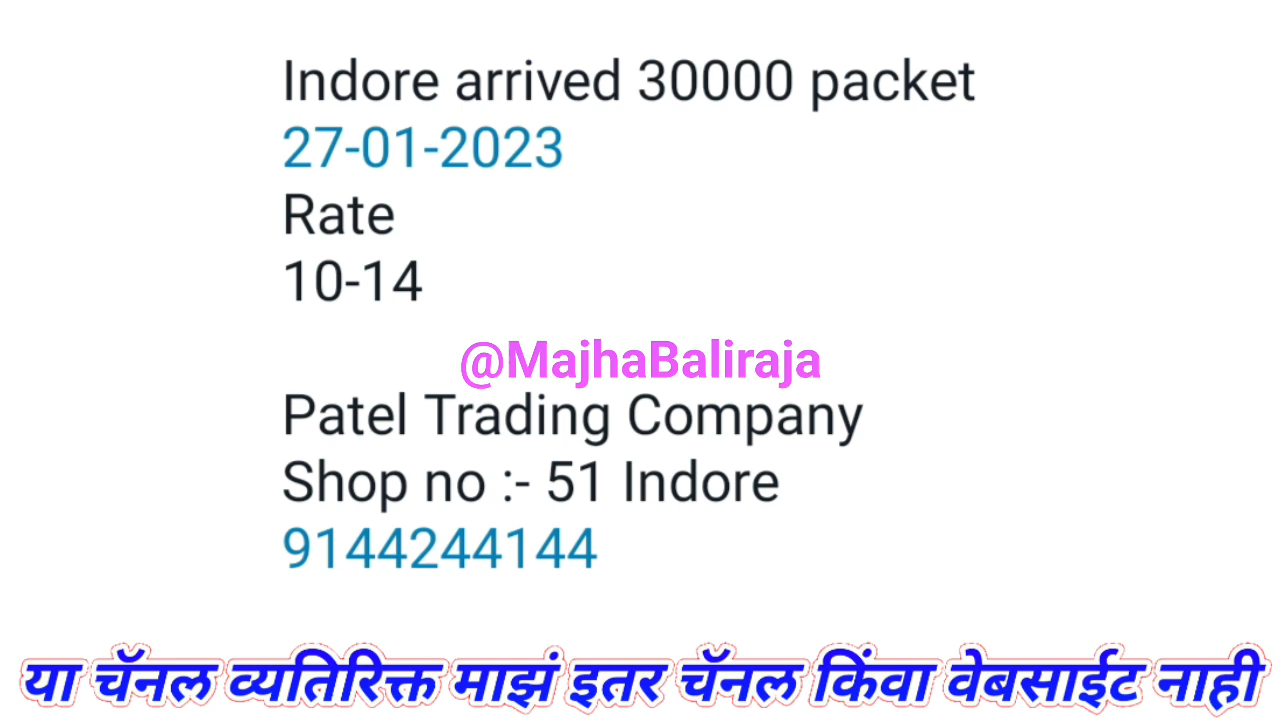 Indore arrived 30000 packet
27-01-2023
Rate
10-14
@MajhaBaliraja
Patel Trading Company
Shop no :- 51 Indore
9144244144
या चॅनल व्यतिरिक्त माझं इतर चॅनल किंवा वेबसाईट नाही